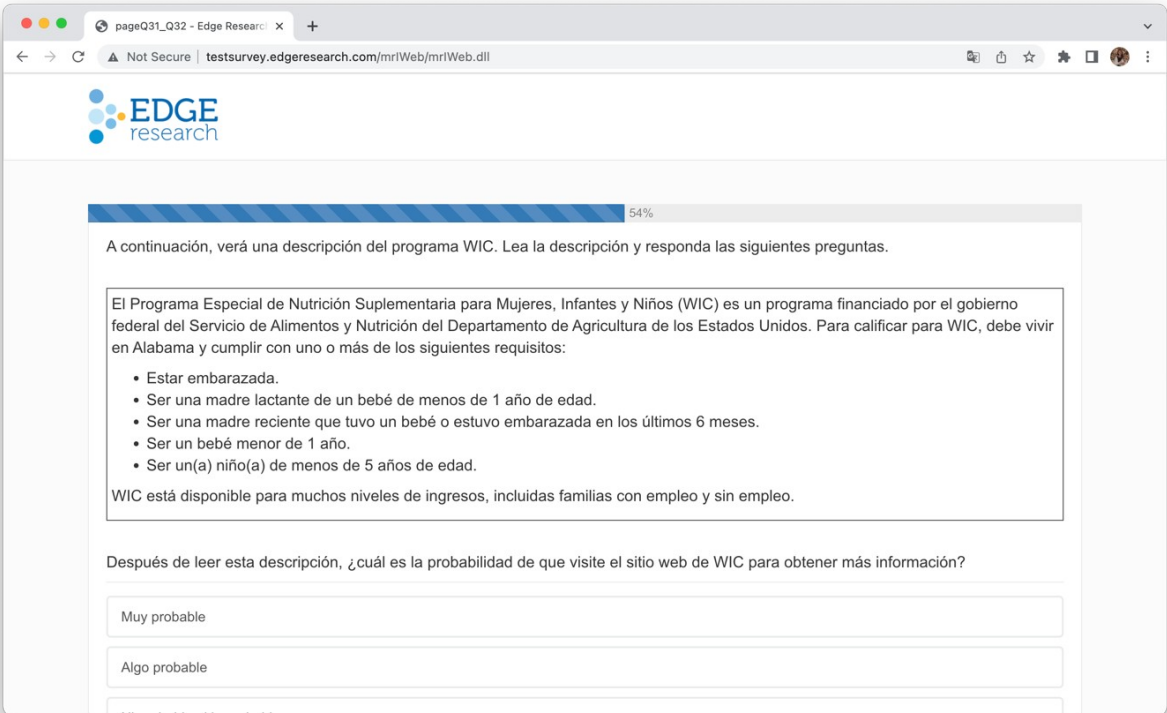 pageQ31_Q32 - Edge Researc
Not Secure | testsurvey.edgeresearch.com/mrIWeb/mrIWeb.dll
EDGE
research
54%
A continuación, verá una descripción del programa WIC. Lea la descripción y responda las siguientes preguntas.
El Programa Especial de Nutrición Suplementaria para Mujeres, Infantes y Niños (WIC) es un programa financiado por el gobierno
federal del Servicio de Alimentos y Nutrición del Departamento de Agricultura de los Estados Unidos. Para calificar para WIC, debe vivir
en Alabama y cumplir con uno o más de los siguientes requisitos:
• Estar embarazada.
• Ser una madre lactante de un bebé de menos de 1 año de edad.
• Ser una madre reciente que tuvo un bebé o estuvo embarazada en los últimos 6 meses.
• Ser un bebé menor de 1 año.
• Ser un(a) niño(a) de menos de 5 años de edad.
WIC está disponible para muchos niveles de ingresos, incluidas familias con empleo y sin empleo.
Después de leer esta descripción, ¿cuál es la probabilidad de que visite el sitio web de WIC para obtener más información?
Muy probable
Algo probable